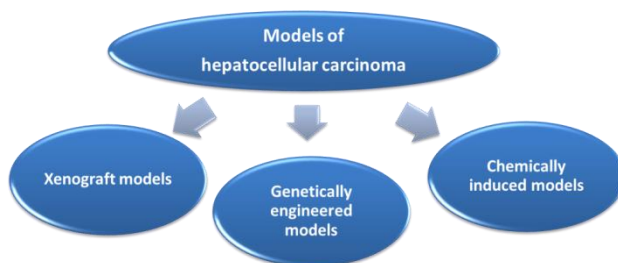 Models of
hepatocellular carcinoma
Xenograft models
Genetically
engineered
models
Chemically
induced models